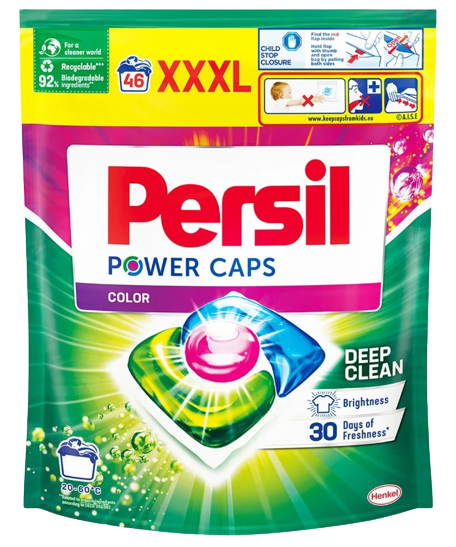 For a
cleaner world
Recyclable***
92% Biodegradable
ingredients**
46 XXXL
CHILD
STOP
CLOSURE
Find the red
flap inside
Hold flap
with thumb
and open
bag by pulling
both sides
www.keepcapsfromkids.eu
©A.I.S.E
Persil
POWER CAPS
COLOR
DEEP
CLEAN
Brightness
30 Days of
Freshness*
20-60°C
Henkel